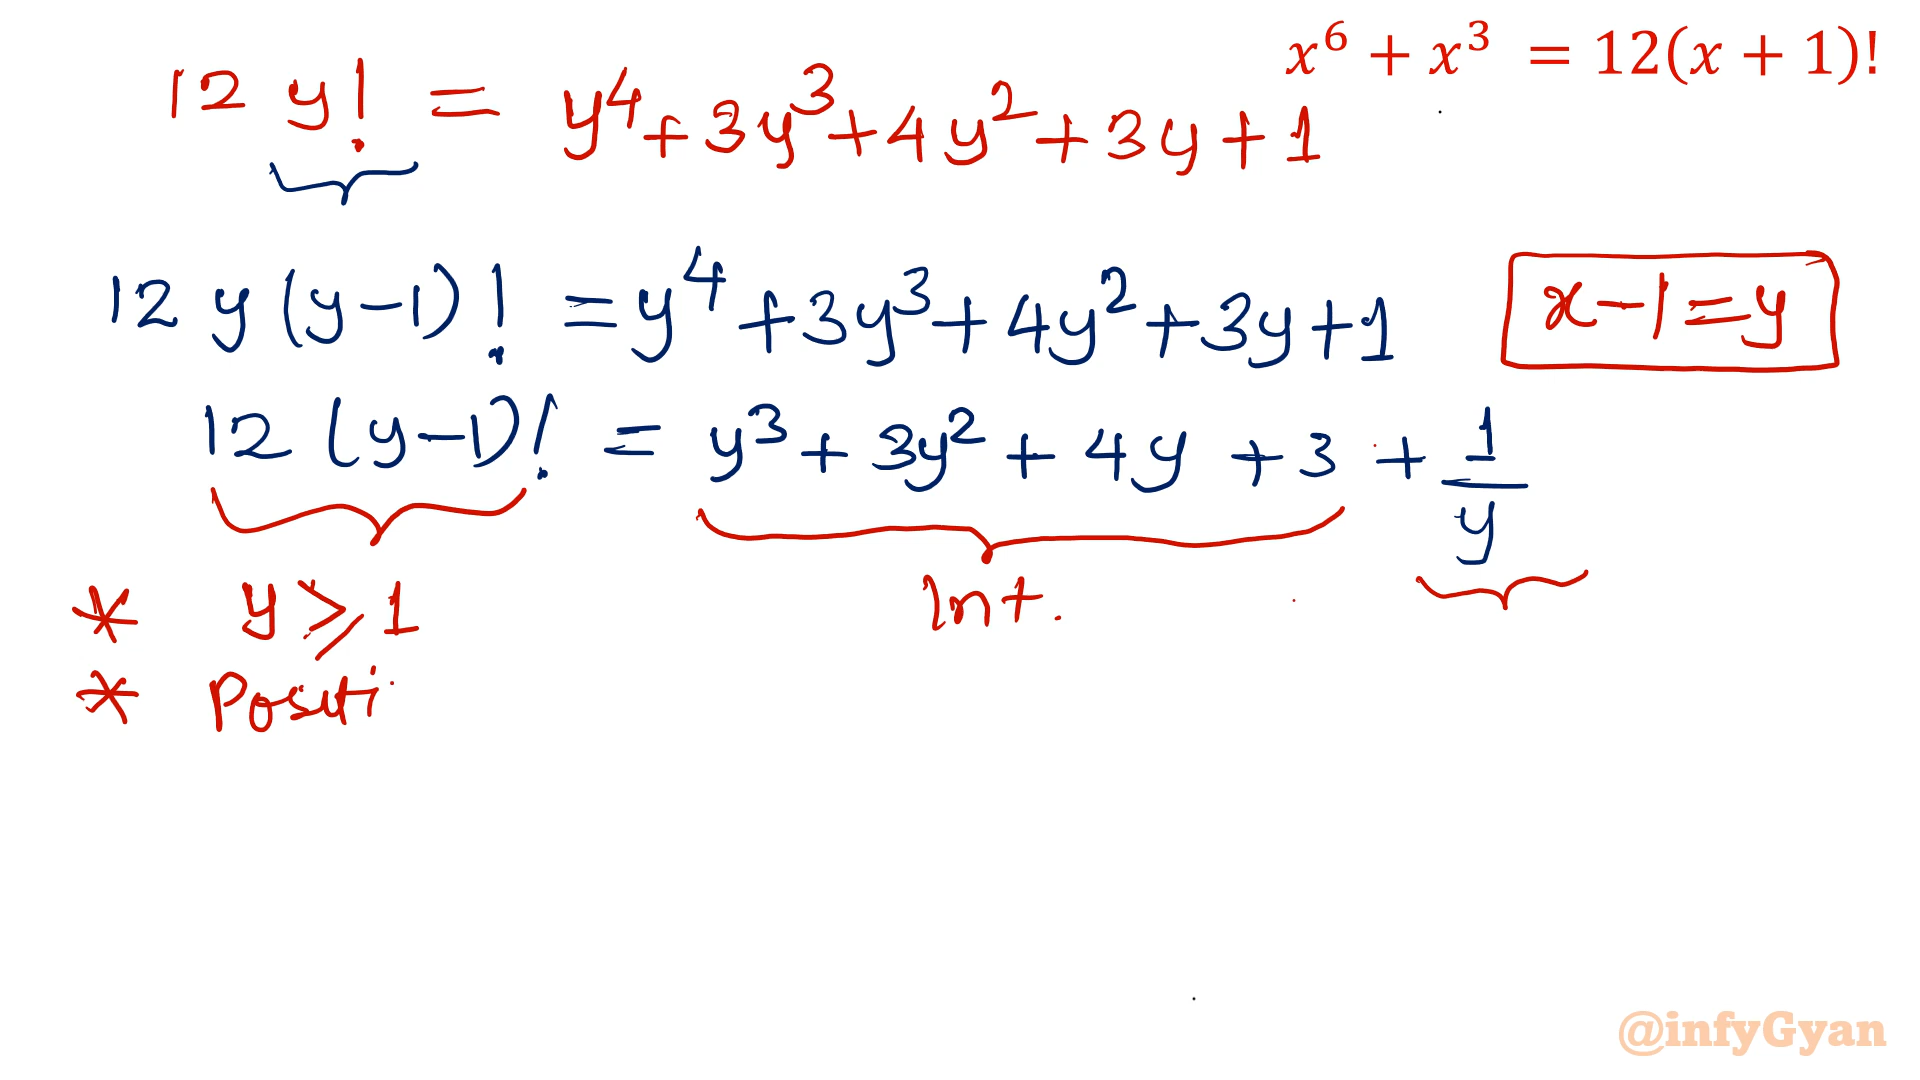 x⁶ + x³ = 12(x + 1)!
12 y! = y⁴ + 3y³ + 4y² + 3y + 1
12 y (y-1)! = y⁴ + 3y³ + 4y² + 3y + 1
x - 1 = y
12 (y-1)! = y³ + 3y² + 4y + 3 + 1/y
* y ⩾ 1
Int.
* Positi
@infyGyan